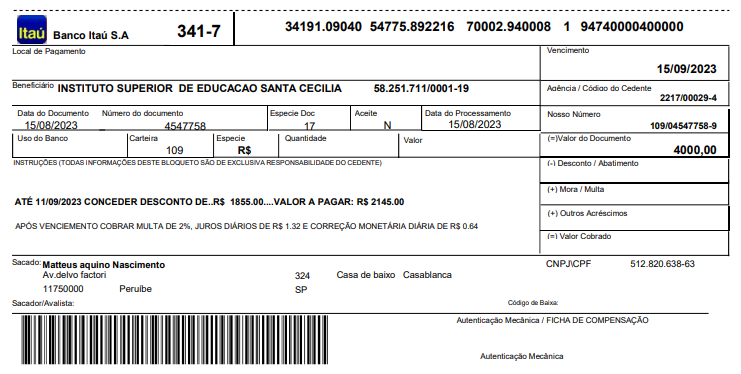 Itaú Banco Itaú S.A 341-7 34191.09040 54775.892216 70002.940008 1 94740000400000
Local de Pagamento Vencimento
15/09/2023
Beneficiário INSTITUTO SUPERIOR DE EDUCACAO SANTA CECILIA 58.251.711/0001-19 Agência / Código do Cedente
2217/00029-4
Data do Documento Número do documento Especie Doc Aceite Data do Processamento Nosso Número
15/08/2023 4547758 17 N 15/08/2023 109/04547758-9
Uso do Banco Carteira Especie Quantidade Valor (=)Valor do Documento
109 R$ 4000,00
INSTRUÇÕES (TODAS INFORMAÇÕES DESTE BLOQUETO SÃO DE EXCLUSIVA RESPONSABILIDADE DO CEDENTE) (-) Desconto / Abatimento
(+) Mora / Multa
ATÉ 11/09/2023 CONCEDER DESCONTO DE..R$ 1855.00....VALOR A PAGAR: R$ 2145.00
(+) Outros Acréscimos
APÓS VENCIEMENTO COBRAR MULTA DE 2%, JUROS DIÁRIOS DE R$ 1.32 E CORREÇÃO MONETÁRIA DIÁRIA DE R$ 0.64
(=) Valor Cobrado
Sacado: Matteus aquino Nascimento CNPJ\CPF 512.820.638-63
Av.delvo factori 324 Casa de baixo Casablanca
11750000 Peruíbe SP
Sacador/Avalista: Código de Baixa:
Autenticação Mecânica / FICHA DE COMPENSAÇÃO
Autenticação Mecânica